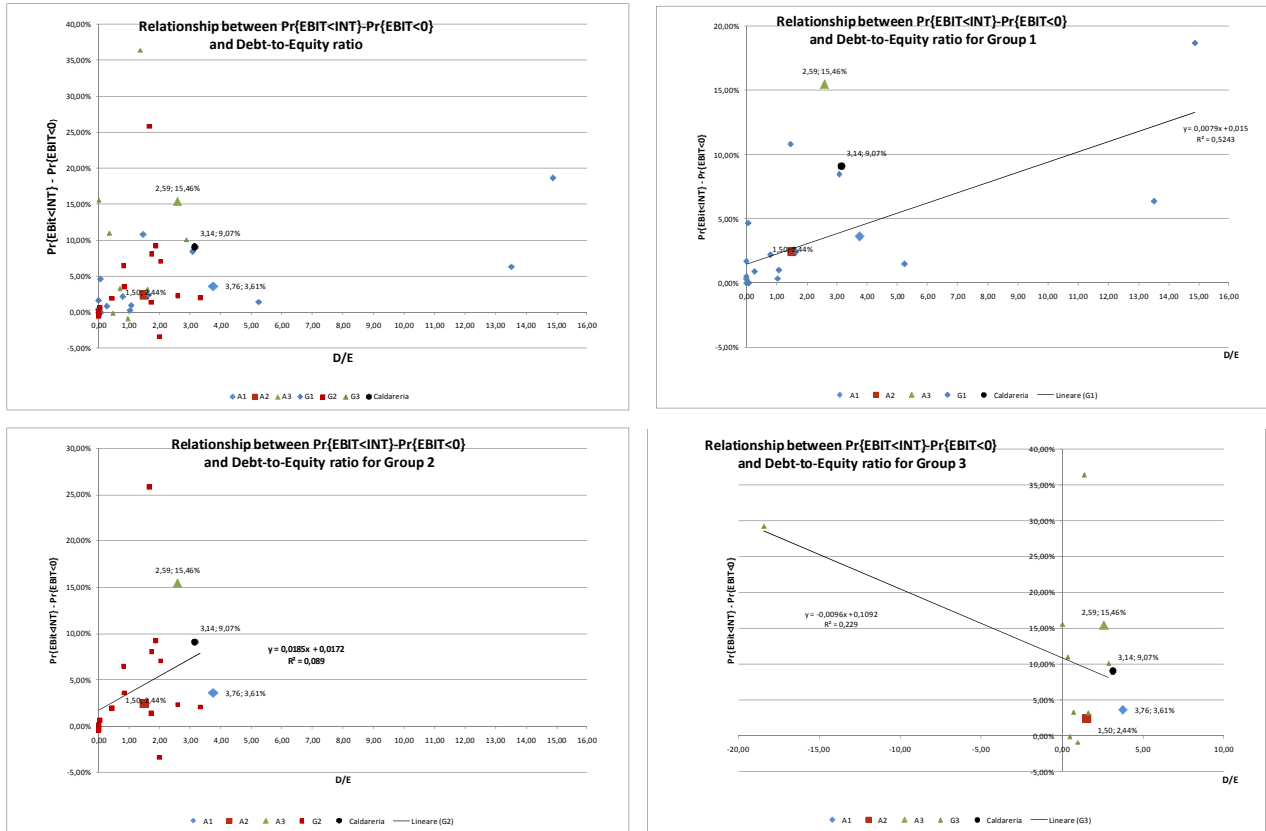 Relationship between Pr{EBIT<INT}-Pr{EBIT<0}
and Debt-to-Equity ratio
40,00%
35,00%
30,00%
25,00%
20,00%
15,00%
10,00%
5,00%
0,00%
-5,00%
Pr{EBit<INT} - Pr{EBIT<0}
2,59; 15,46%
3,14; 9,07%
3,76; 3,61%
1,50; 2,44%
0,00 1,00 2,00 3,00 4,00 5,00 6,00 7,00 8,00 9,00 10,00 11,00 12,00 13,00 14,00 15,00 16,00
D/E
A1 A2 A3 G1 G2 G3 Caldareria
Relationship between Pr{EBIT<INT}-Pr{EBIT<0}
and Debt-to-Equity ratio for Group 1
20,00%
15,00%
10,00%
5,00%
0,00%
-5,00%
Pr{EBit<INT} - Pr{EBIT<0}
2,59; 15,46%
y = 0,0079x + 0,015
R² = 0,5243
3,14; 9,07%
1,50; 2,44%
0,00 1,00 2,00 3,00 4,00 5,00 6,00 7,00 8,00 9,00 10,00 11,00 12,00 13,00 14,00 15,00 16,00
D/E
A1 A2 A3 G1 Caldareria Lineare (G1)
Relationship between Pr{EBIT<INT}-Pr{EBIT<0}
and Debt-to-Equity ratio for Group 2
30,00%
25,00%
20,00%
15,00%
10,00%
5,00%
0,00%
-5,00%
Pr{EBit<INT} - Pr{EBIT<0}
2,59; 15,46%
3,14; 9,07%
y = 0,0185x + 0,0172
R² = 0,089
3,76; 3,61%
1,50; 2,44%
0,00 1,00 2,00 3,00 4,00 5,00 6,00 7,00 8,00 9,00 10,00 11,00 12,00 13,00 14,00 15,00 16,00
D/E
A1 A2 A3 G2 Caldareria Lineare (G2)
Relationship between Pr{EBIT<INT}-Pr{EBIT<0}
and Debt-to-Equity ratio for Group 3
40,00%
35,00%
30,00%
25,00%
20,00%
15,00%
10,00%
5,00%
0,00%
-5,00%
Pr{EBit<INT} - Pr{EBIT<0}
y = -0,0096x + 0,1092
R² = 0,229
2,59; 15,46%
3,14; 9,07%
3,76; 3,61%
1,50; 2,44%
-20,00 -15,00 -10,00 -5,00 0,00 5,00 10,00
D/E
A1 A2 A3 G3 Caldareria Lineare (G3)